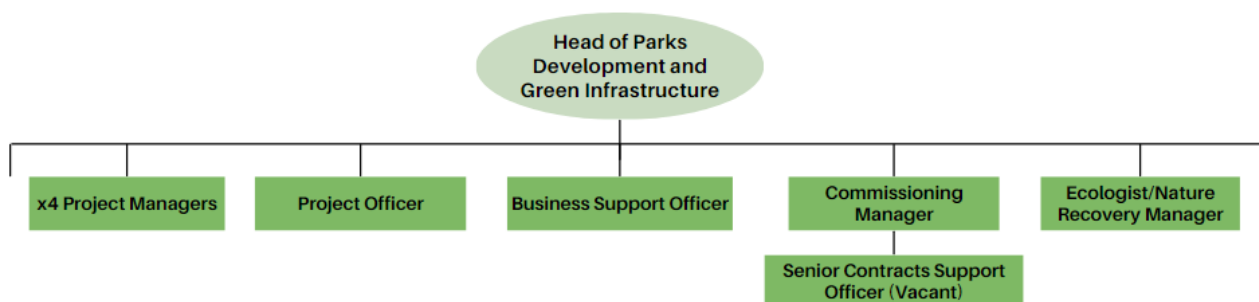 Head of Parks
Development and
Green Infrastructure
x4 Project Managers
Project Officer
Business Support Officer
Commissioning
Manager
Ecologist/Nature
Recovery Manager
Senior Contracts Support
Officer (Vacant)